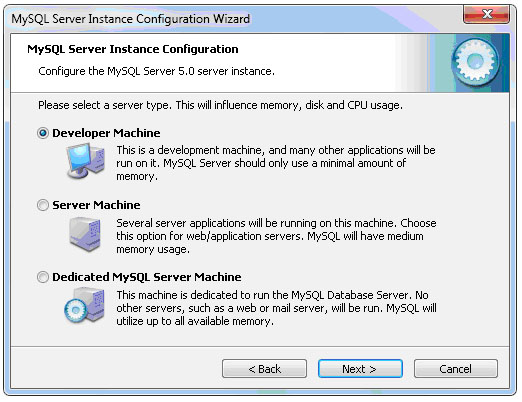 MySQL Server Instance Configuration Wizard
MySQL Server Instance Configuration
Configure the MySQL Server 5.0 server instance.
Please select a server type. This will influence memory, disk and CPU usage.
Developer Machine
This is a development machine, and many other applications will be
run on it. MySQL Server should only use a minimal amount of
memory.
Server Machine
Several server applications will be running on this machine. Choose
this option for web/application servers. MySQL will have medium
memory usage.
Dedicated MySQL Server Machine
This machine is dedicated to run the MySQL Database Server. No
other servers, such as a web or mail server, will be run. MySQL will
utilize up to all available memory.
< Back
Next >
Cancel